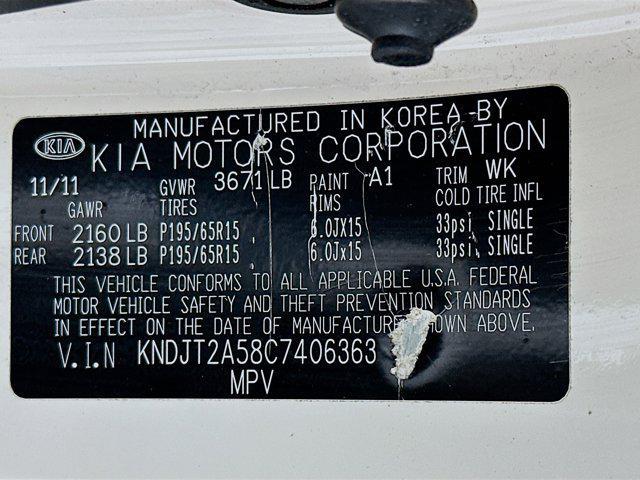 KIA MANUFACTURED IN KOREA BY
KIA MOTORS CORPORATION
11/11 GVWR 3671 LB PAINT A1 TRIM WK
GAWR TIRES RIMS COLD TIRE INFL
FRONT 2160 LB P195/65R15 6.0JX15 33psi, SINGLE
REAR 2138 LB P195/65R15 6.0Jx15 33psi, SINGLE
THIS VEHICLE CONFORMS TO ALL APPLICABLE U.S.A. FEDERAL
MOTOR VEHICLE SAFETY AND THEFT PREVENTION STANDARDS
IN EFFECT ON THE DATE OF MANUFACTURE SHOWN ABOVE.
V.I.N KNDJT2A58C7406363
MPV